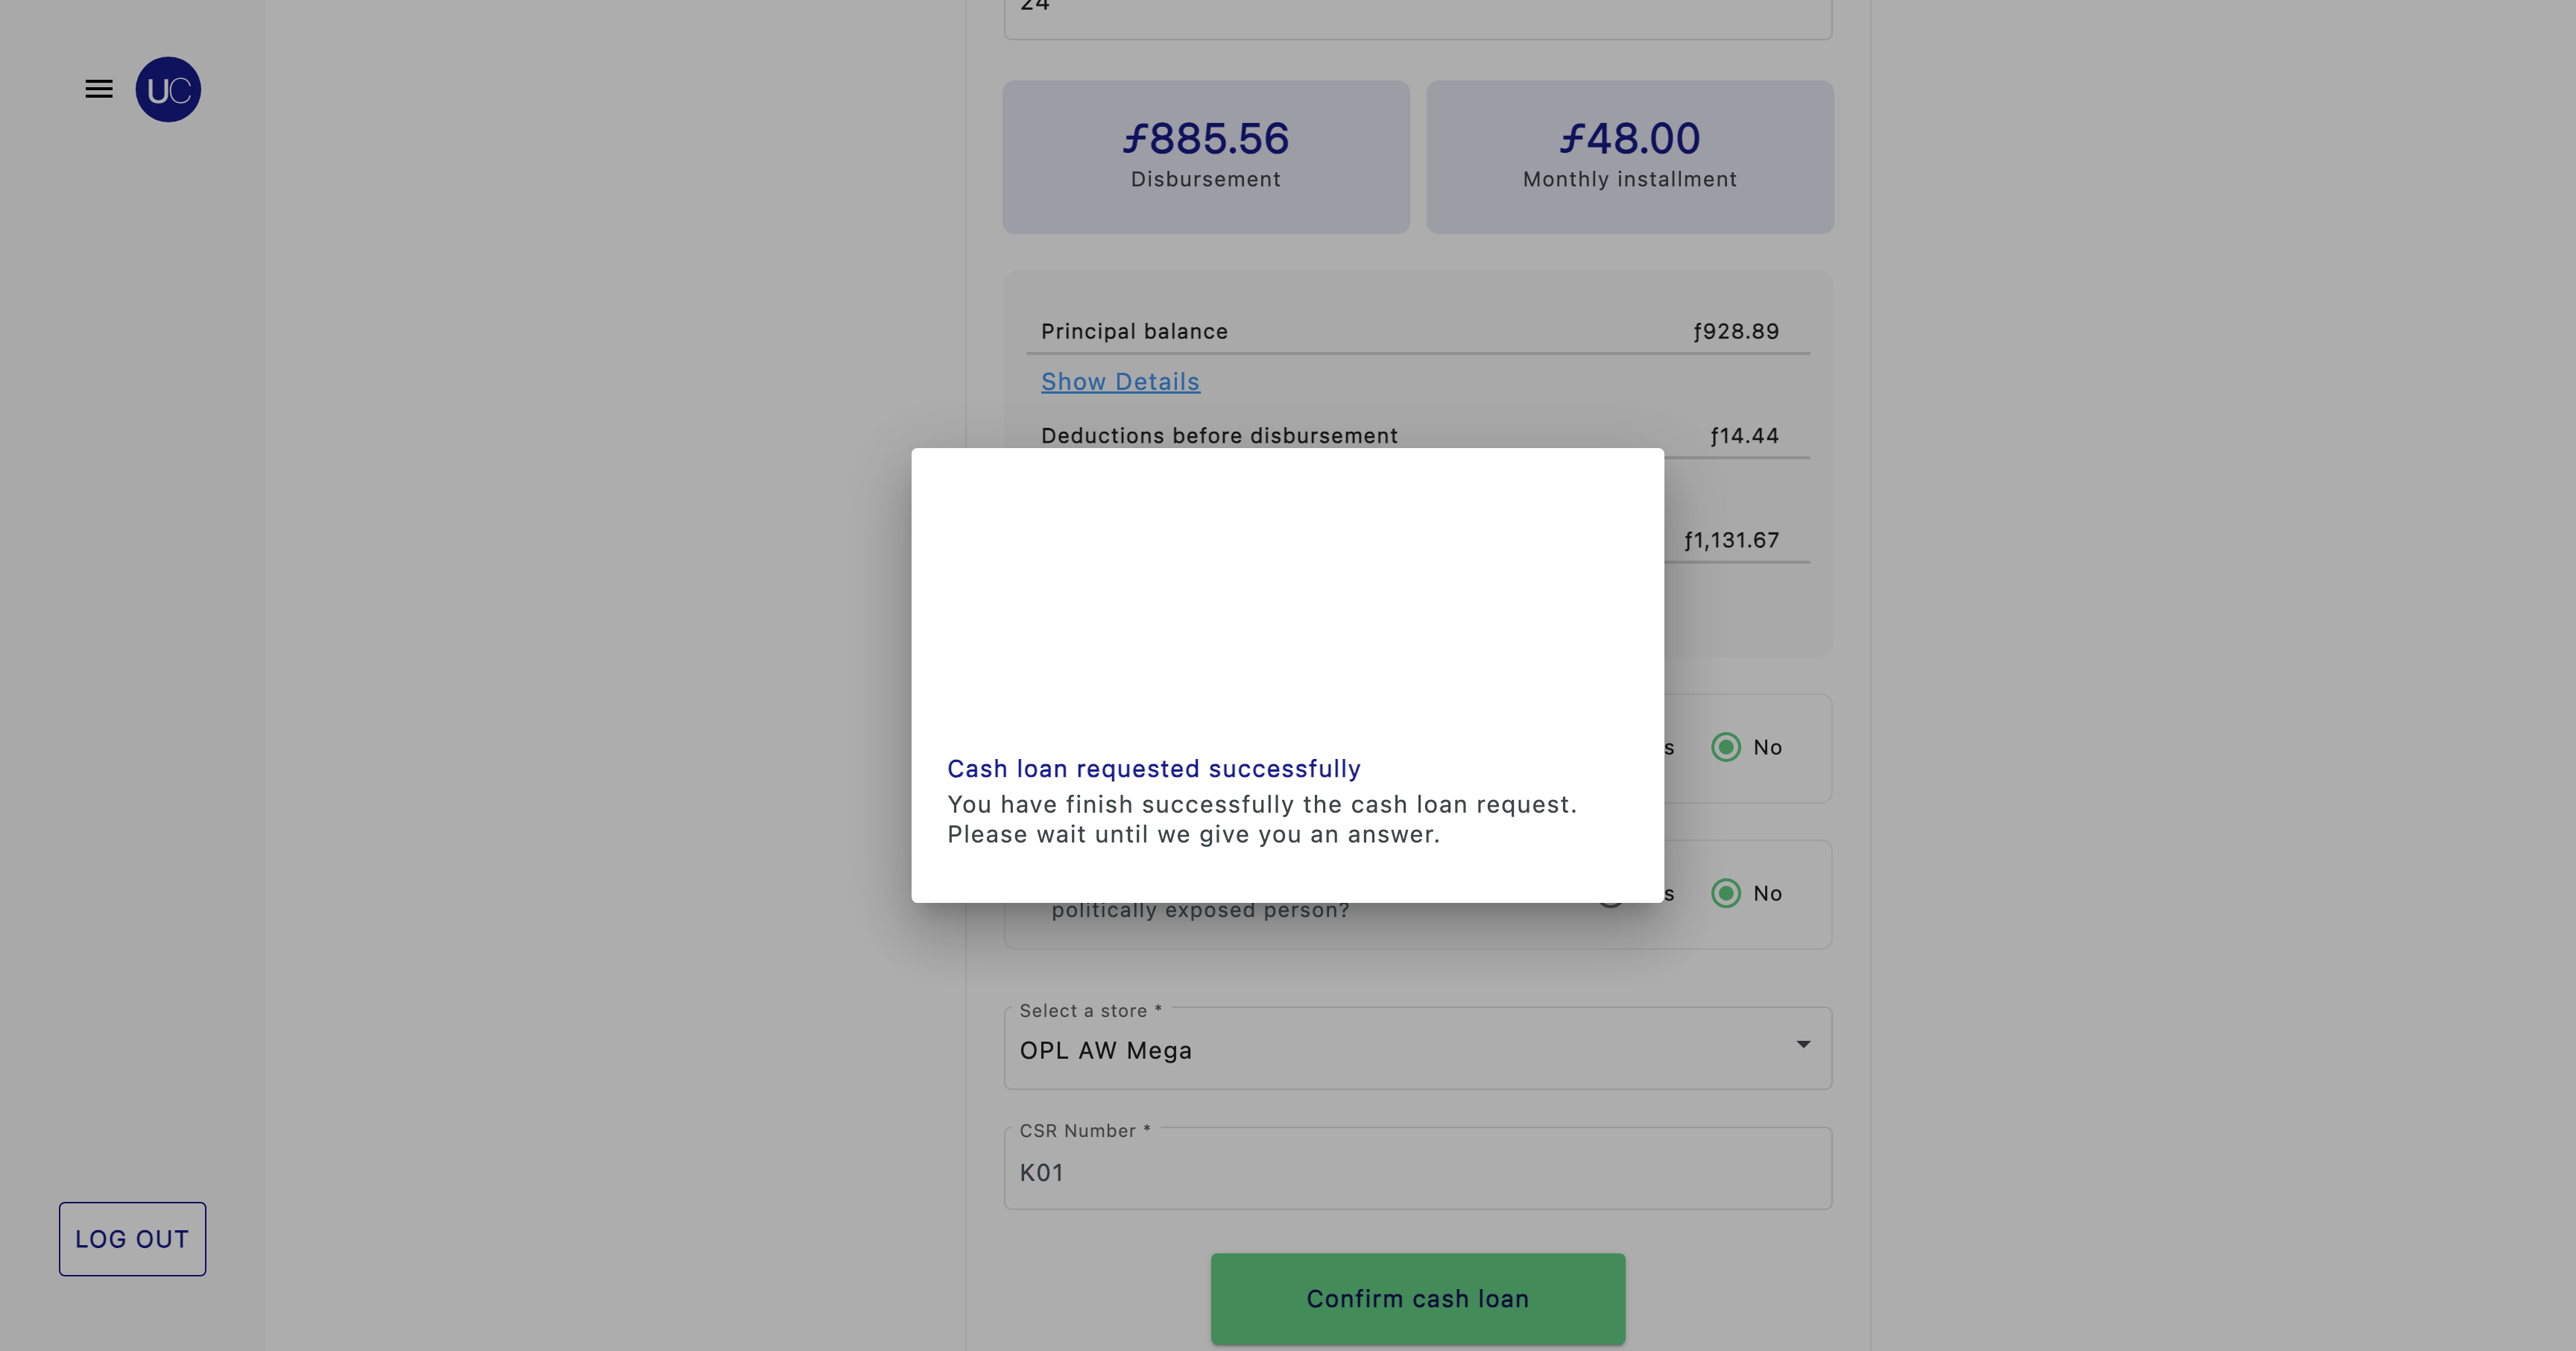 24
UC
ƒ885.56
Disbursement
ƒ48.00
Monthly installment
Principal balance ƒ928.89
Show Details
Deductions before disbursement ƒ14.44
ƒ1,131.67
No
Cash loan requested successfully
You have finish successfully the cash loan request.
Please wait until we give you an answer.
No
politically exposed person?
Select a store *
OPL AW Mega
CSR Number *
K01
LOG OUT
Confirm cash loan